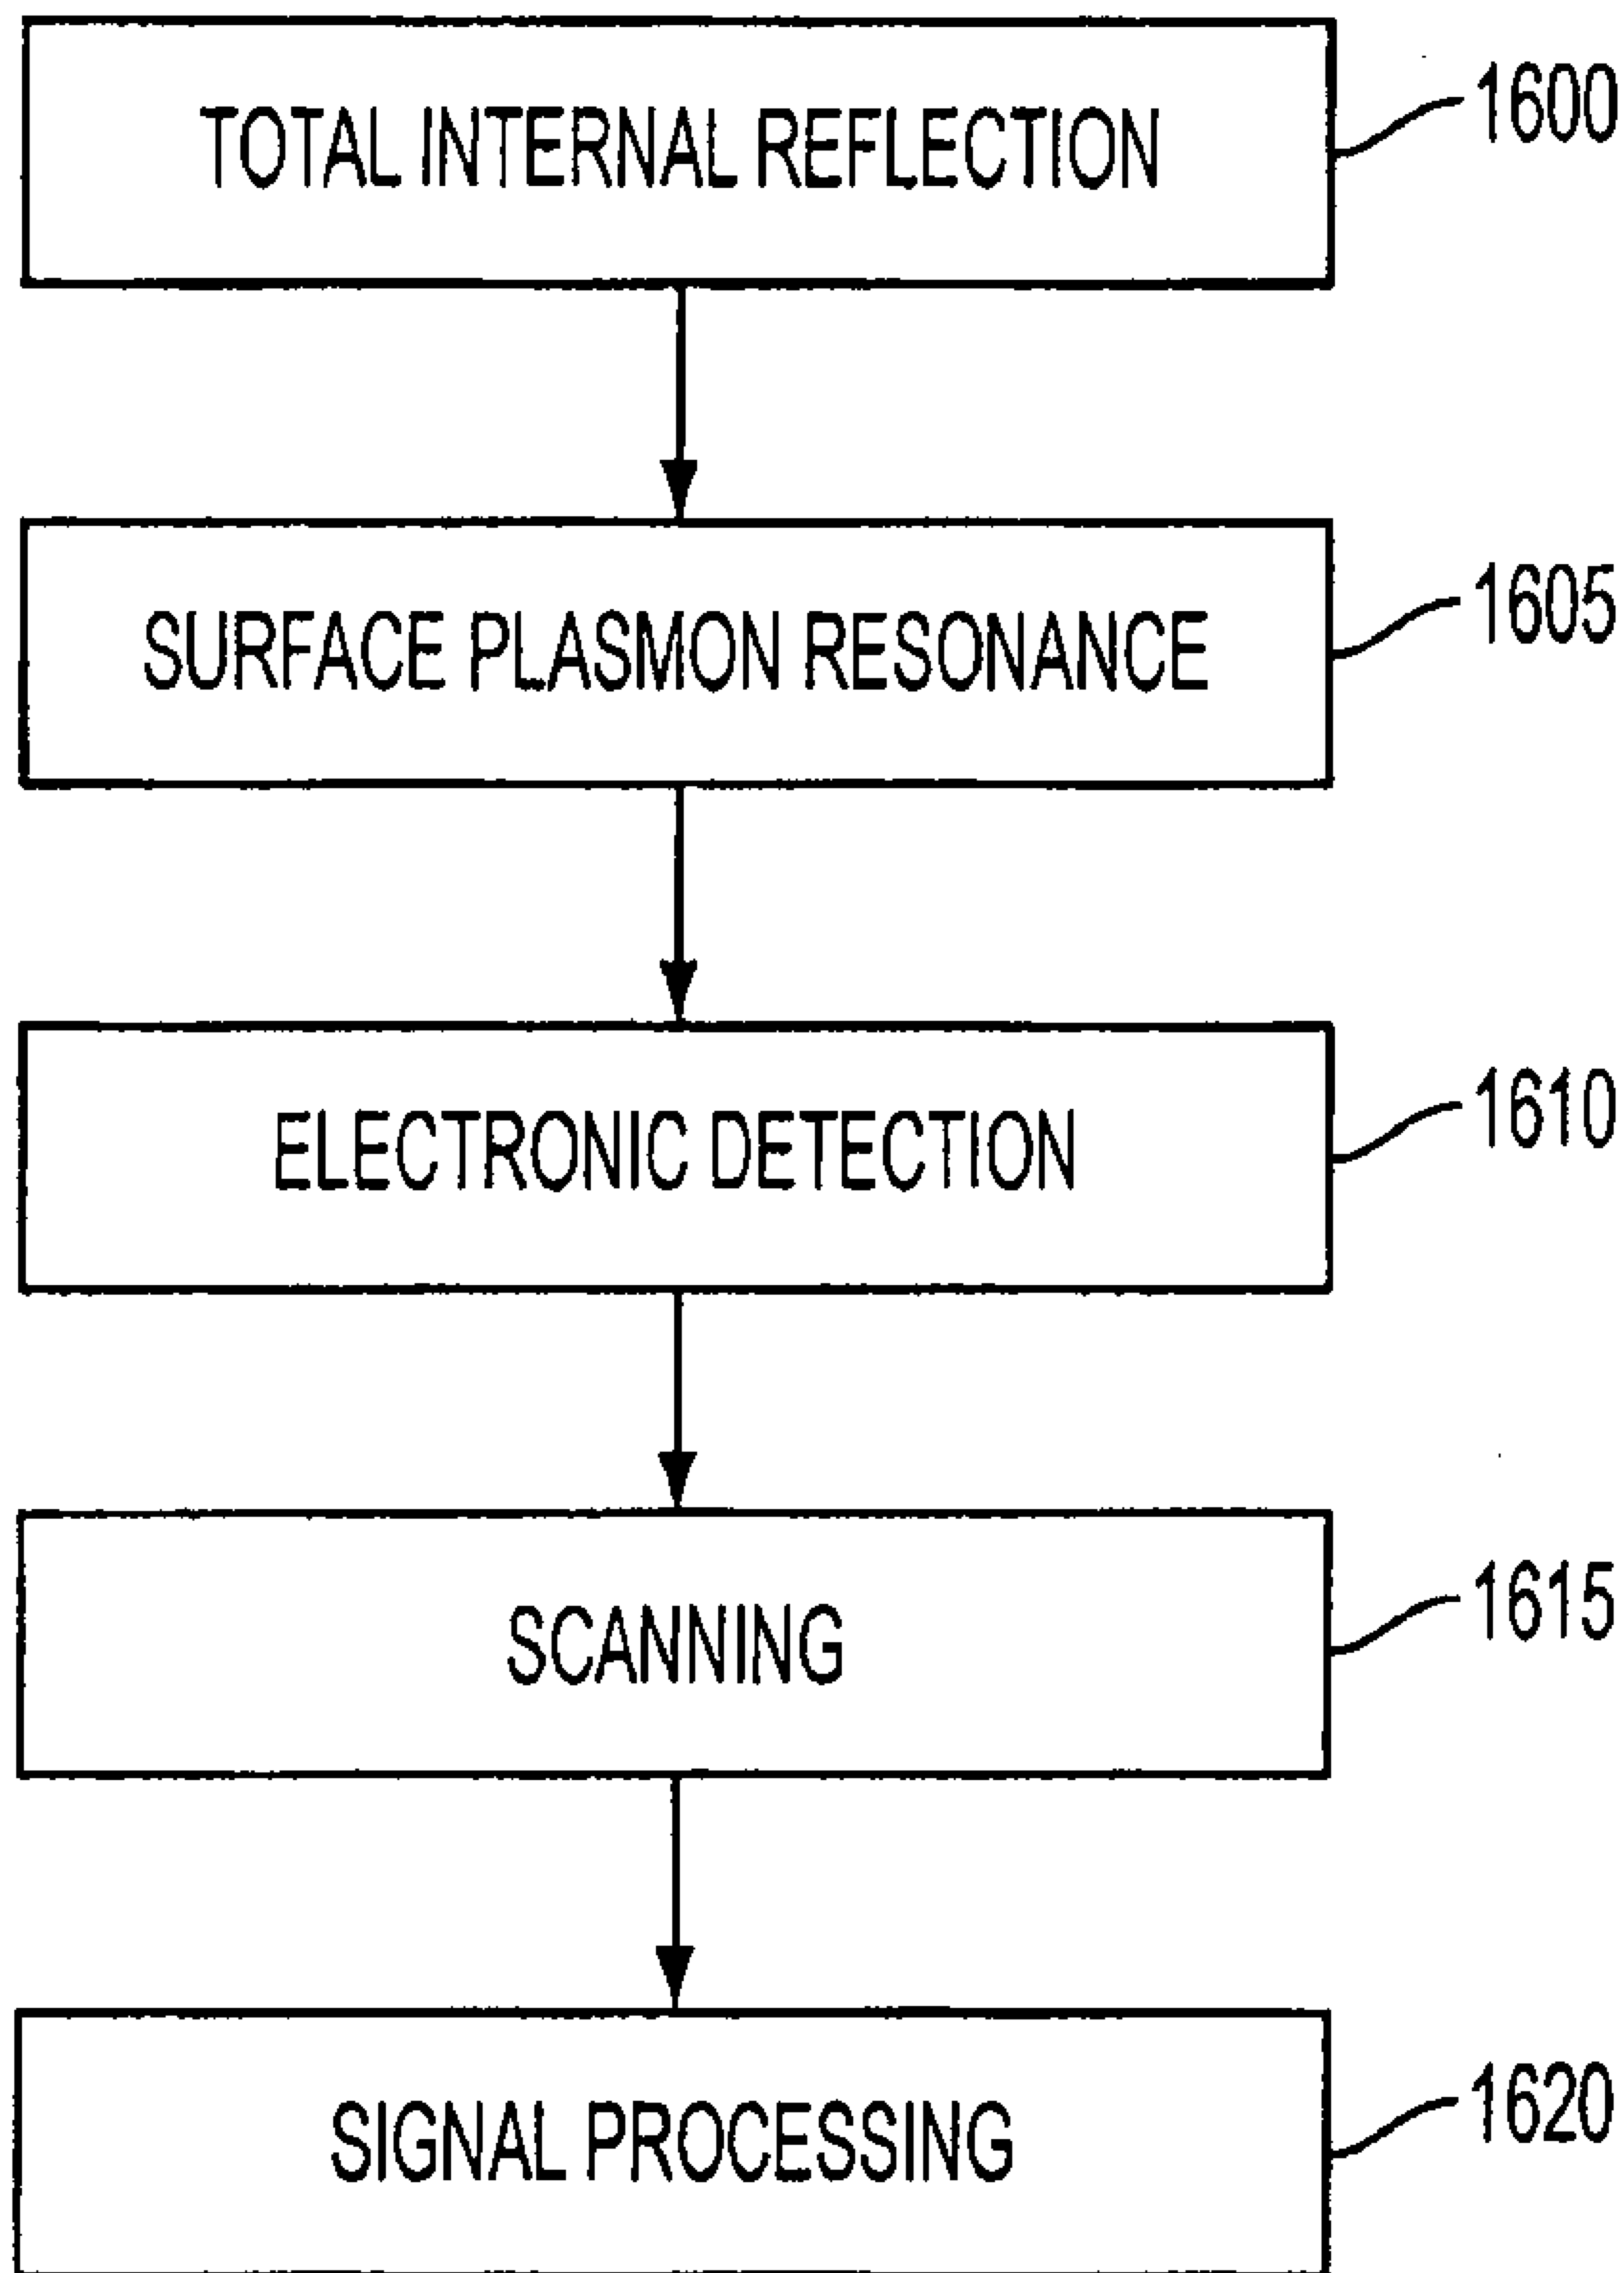 TOTAL INTERNAL REFLECTION
1600
SURFACE PLASMON RESONANCE
1605
ELECTRONIC DETECTION
1610
SCANNING
1615
SIGNAL PROCESSING
1620